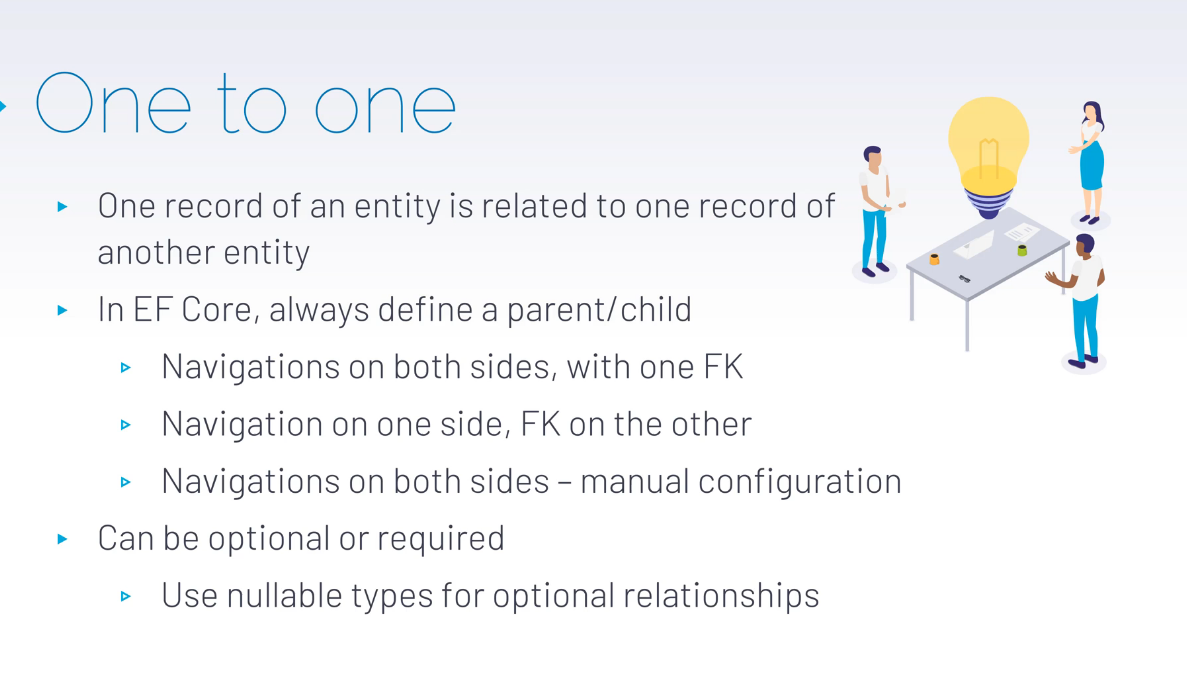 One to one
One record of an entity is related to one record of
another entity
In EF Core, always define a parent/child
Navigations on both sides, with one FK
Navigation on one side, FK on the other
Navigations on both sides – manual configuration
Can be optional or required
Use nullable types for optional relationships